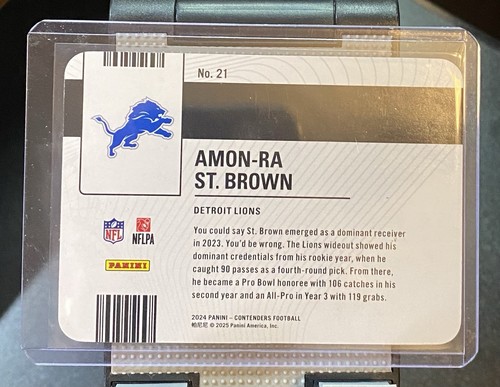 No. 21
AMON-RA
ST. BROWN
DETROIT LIONS
You could say St. Brown emerged as a dominant receiver
in 2023. You'd be wrong. The Lions wideout showed his
dominant credentials from his rookie year, when he
caught 90 passes as a fourth-round pick. From there,
he became a Pro Bowl honoree with 106 catches in his
second year and an All-Pro in Year 3 with 119 grabs.
NFL
NFLPA
PANINI
2024 PANINI – CONTENDERS FOOTBALL
帕尼尼 © 2025 Panini America, Inc.